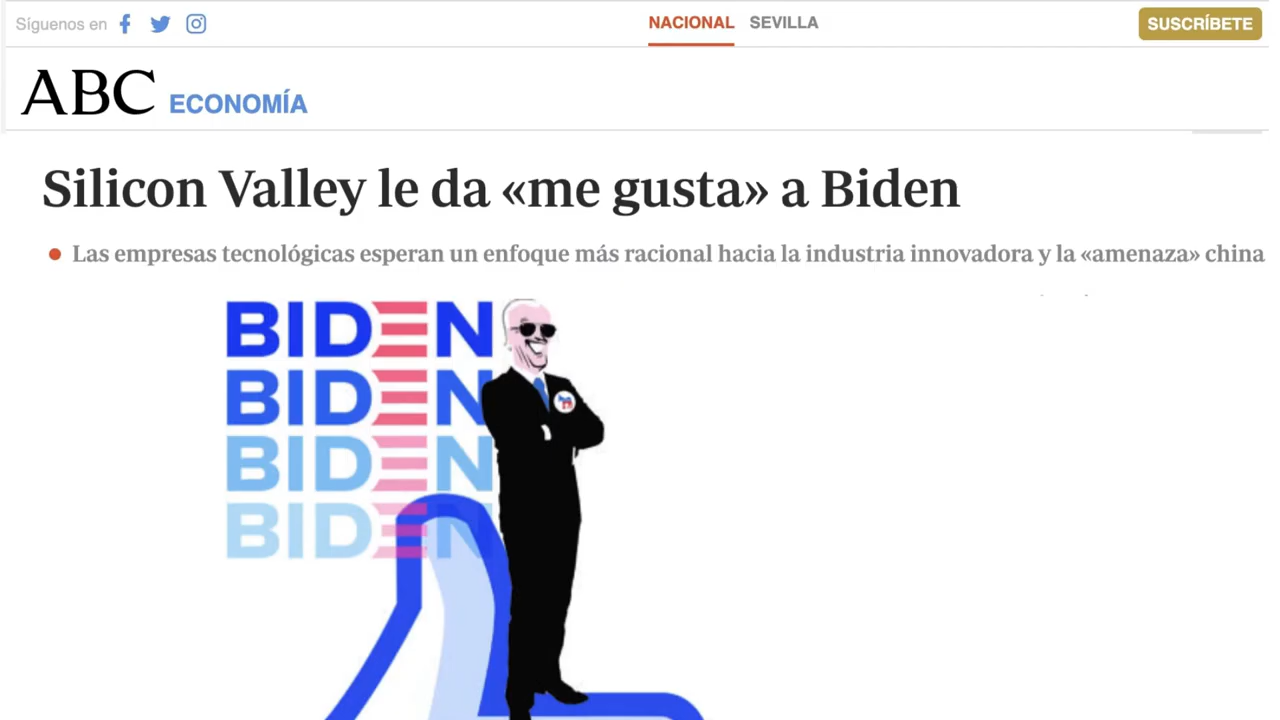 Síguenos en
NACIONAL SEVILLA
SUSCRÍBETE
ABC ECONOMÍA
Silicon Valley le da «me gusta» a Biden
Las empresas tecnológicas esperan un enfoque más racional hacia la industria innovadora y la «amenaza» china
BIDEN
BIDEN
BIDEN
BIDEN